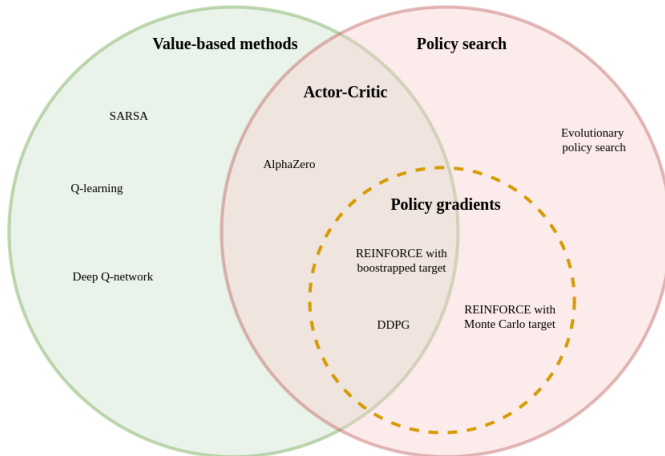 Value-based methods
Policy search
Actor-Critic
SARSA
Evolutionary
policy search
AlphaZero
Q-learning
Policy gradients
REINFORCE with
boostrapped target
Deep Q-network
REINFORCE with
Monte Carlo target
DDPG